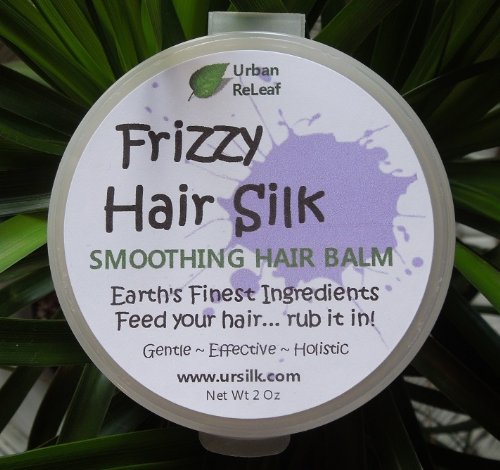 Urban
ReLeaf
Frizzy
Hair Silk
SMOOTHING HAIR BALM
Earth's Finest Ingredients
Feed your hair... rub it in!
Gentle ~ Effective ~ Holistic
www.ursilk.com
Net Wt 2 Oz